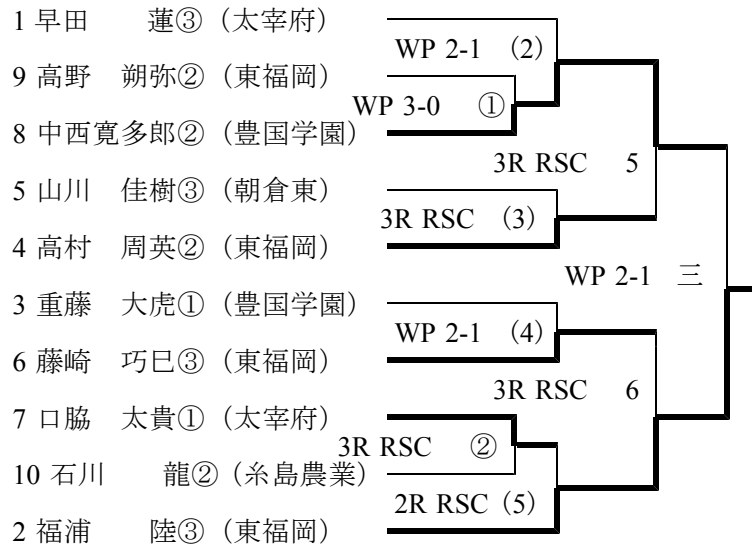 1 早田　　蓮③（太宰府）
WP 2-1 (2)
9 高野　朔弥②（東福岡）
WP 3-0 ①
8 中西寛多郎②（豊国学園）
3R RSC 5
5 山川　佳樹③（朝倉東）
3R RSC (3)
4 高村　周英②（東福岡）
WP 2-1 三
3 重藤　大虎①（豊国学園）
WP 2-1 (4)
6 藤崎　巧巳③（東福岡）
3R RSC 6
7 口脇　太貴①（太宰府）
3R RSC ②
10 石川　　龍②（糸島農業）
2R RSC (5)
2 福浦　　陸③（東福岡）